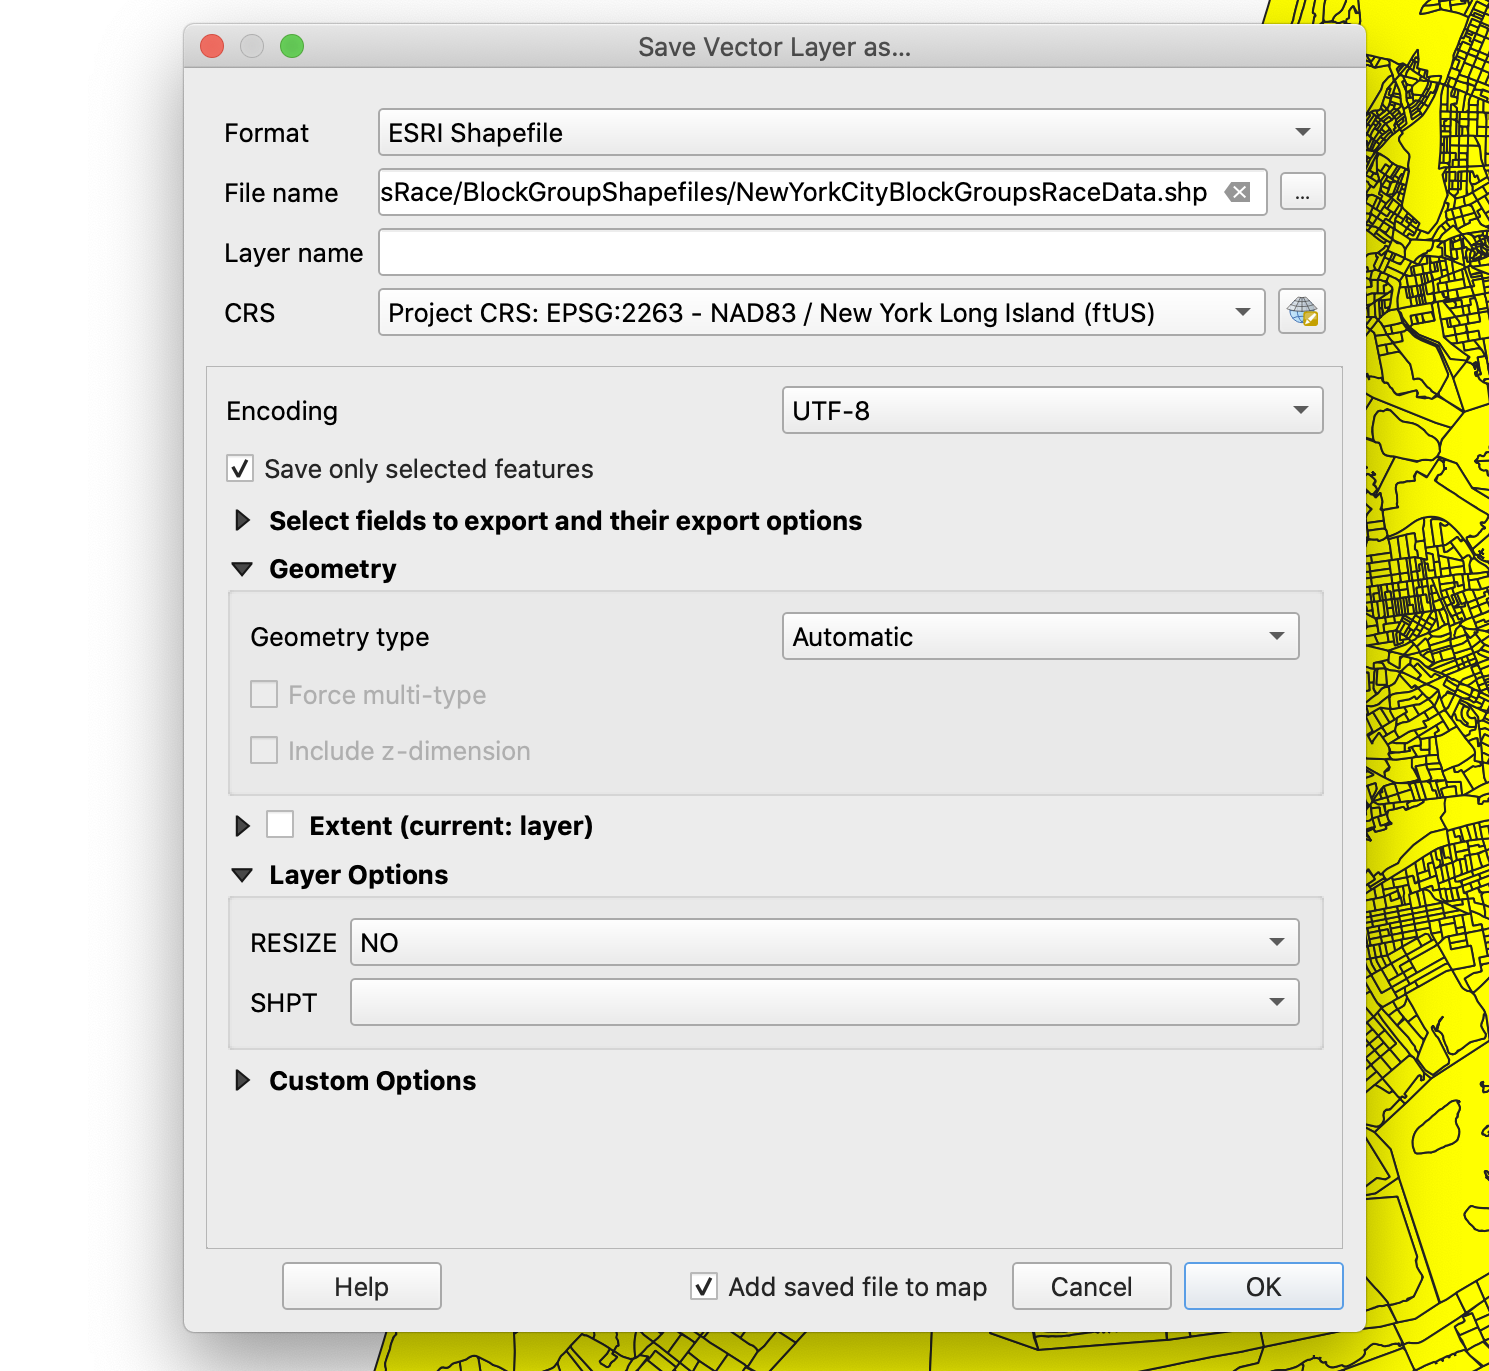 Save Vector Layer as...
Format ESRI Shapefile
File name sRace/BlockGroupShapefiles/NewYorkCityBlockGroupsRaceData.shp ...
Layer name
CRS Project CRS: EPSG:2263 - NAD83 / New York Long Island (ftUS)
Encoding UTF-8
Save only selected features
Select fields to export and their export options
Geometry
Geometry type Automatic
Force multi-type
Include z-dimension
Extent (current: layer)
Layer Options
RESIZE NO
SHPT
Custom Options
Help Add saved file to map Cancel OK